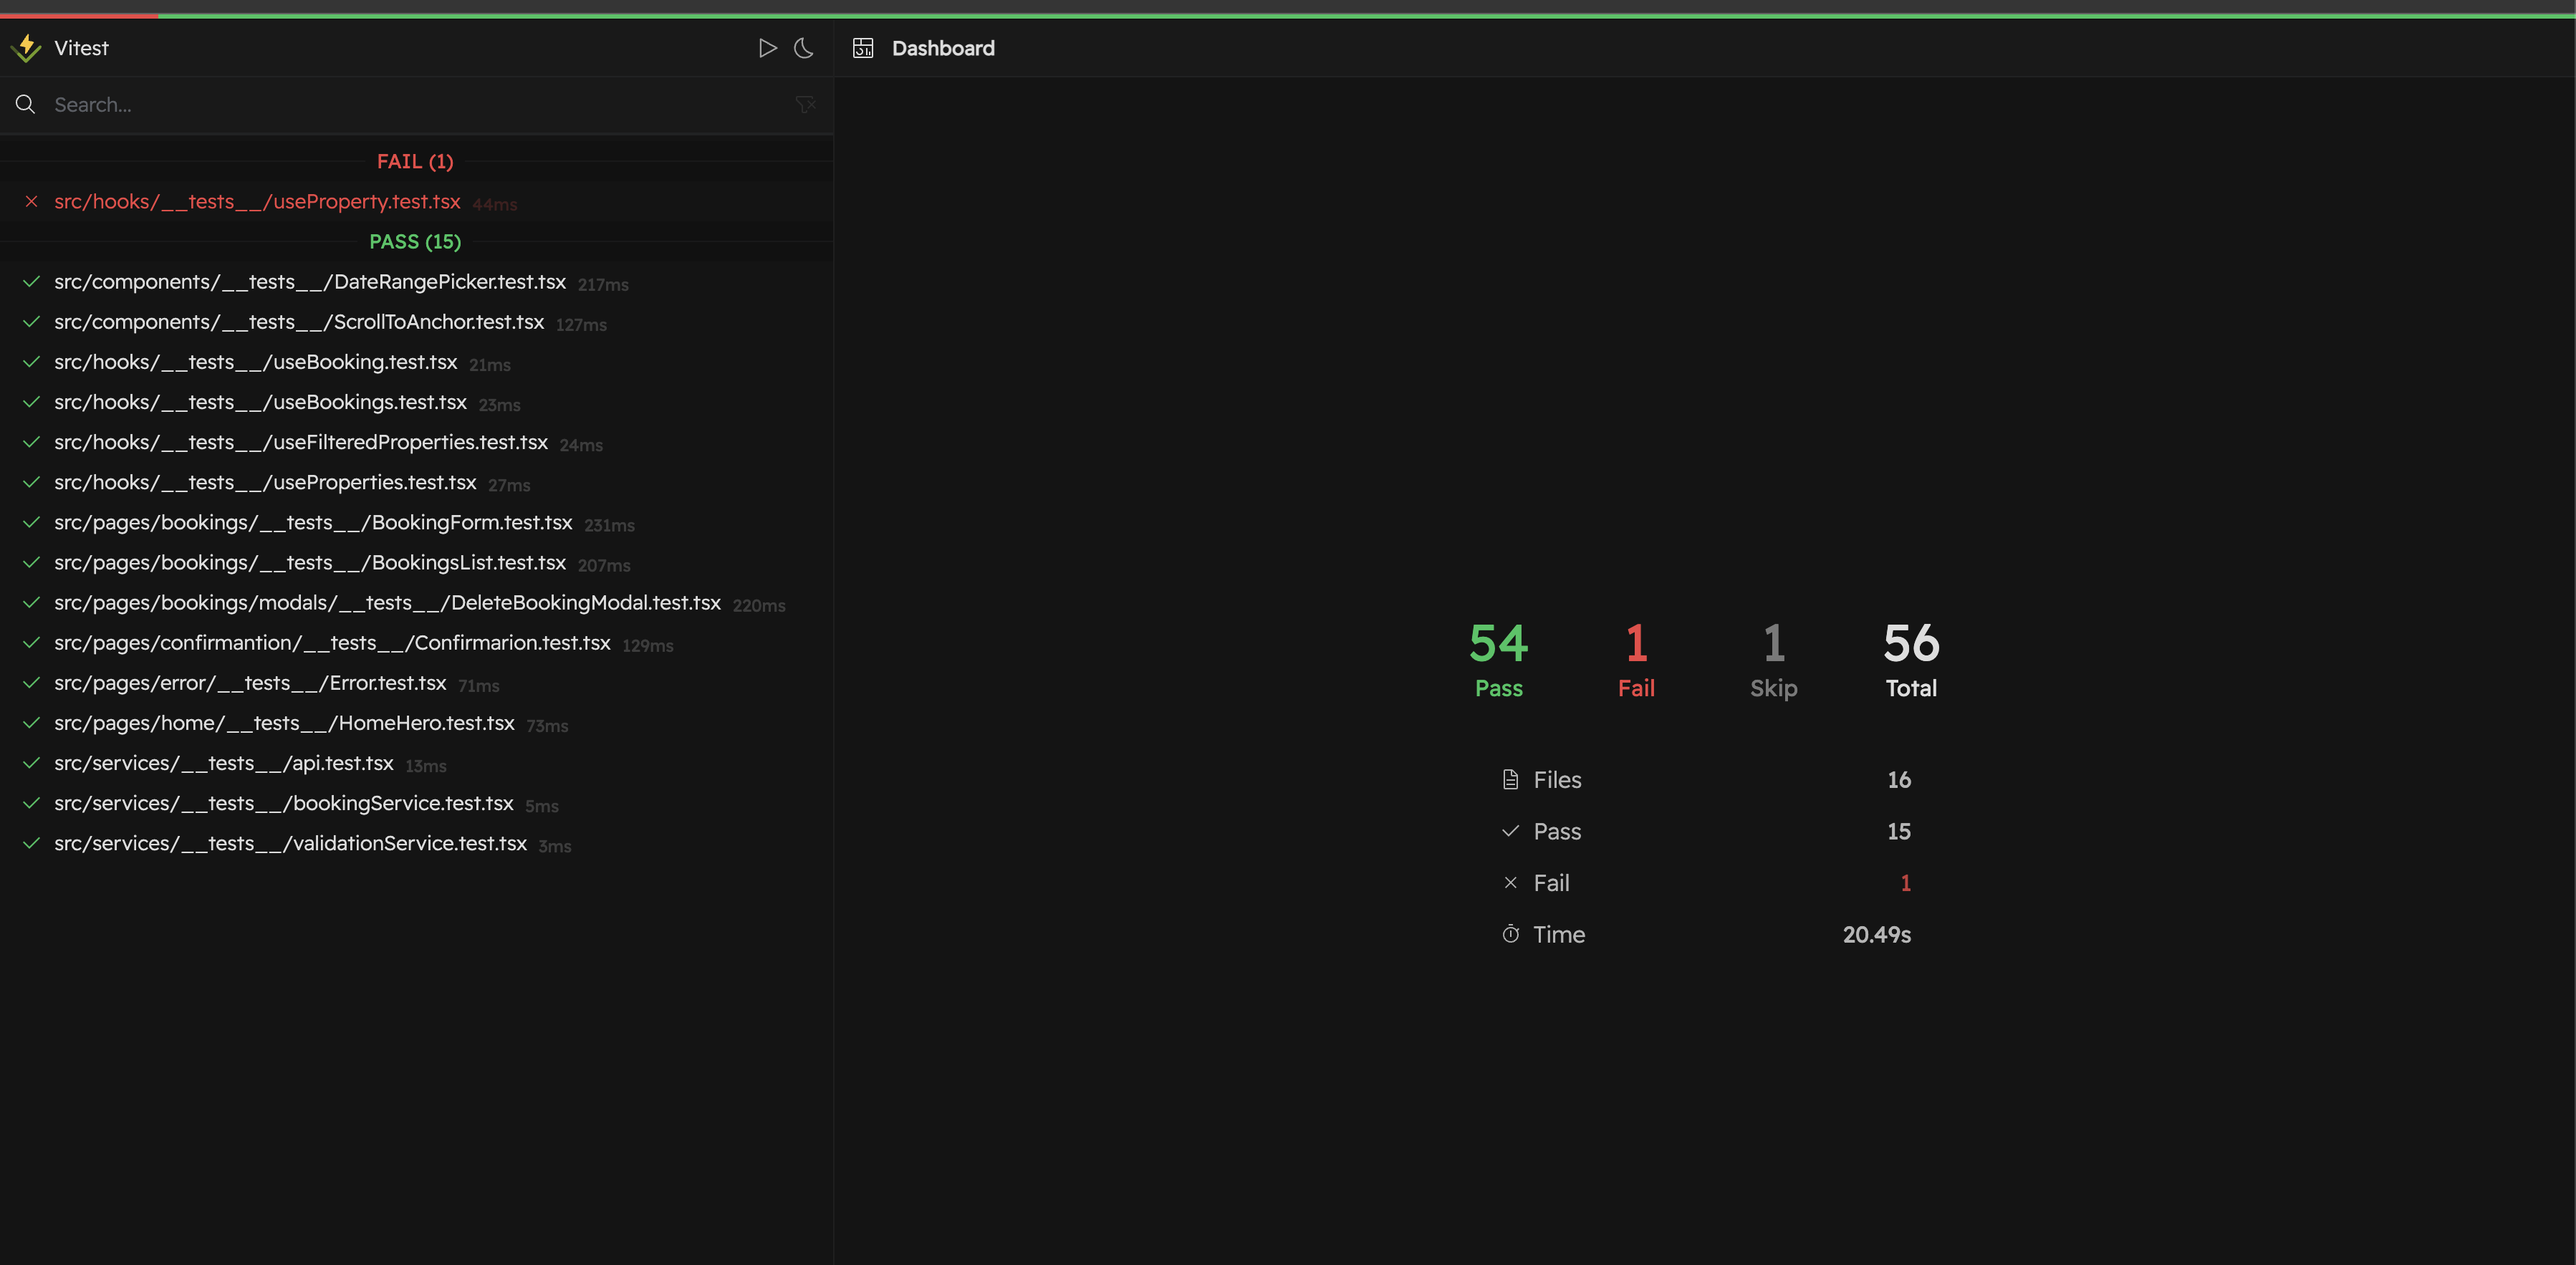 Vitest
Dashboard
Search...
FAIL (1)
src/hooks/__tests__/useProperty.test.tsx 44ms
PASS (15)
src/components/__tests__/DateRangePicker.test.tsx 217ms
src/components/__tests__/ScrollToAnchor.test.tsx 127ms
src/hooks/__tests__/useBooking.test.tsx 21ms
src/hooks/__tests__/useBookings.test.tsx 23ms
src/hooks/__tests__/useFilteredProperties.test.tsx 24ms
src/hooks/__tests__/useProperties.test.tsx 27ms
src/pages/bookings/__tests__/BookingForm.test.tsx 231ms
src/pages/bookings/__tests__/BookingsList.test.tsx 207ms
src/pages/bookings/modals/__tests__/DeleteBookingModal.test.tsx 220ms
src/pages/confirmantion/__tests__/Confirmarion.test.tsx 129ms
src/pages/error/__tests__/Error.test.tsx 71ms
src/pages/home/__tests__/HomeHero.test.tsx 73ms
src/services/__tests__/api.test.tsx 13ms
src/services/__tests__/bookingService.test.tsx 5ms
src/services/__tests__/validationService.test.tsx 3ms
54 1 1 56
Pass Fail Skip Total
Files 16
Pass 15
Fail 1
Time 20.49s